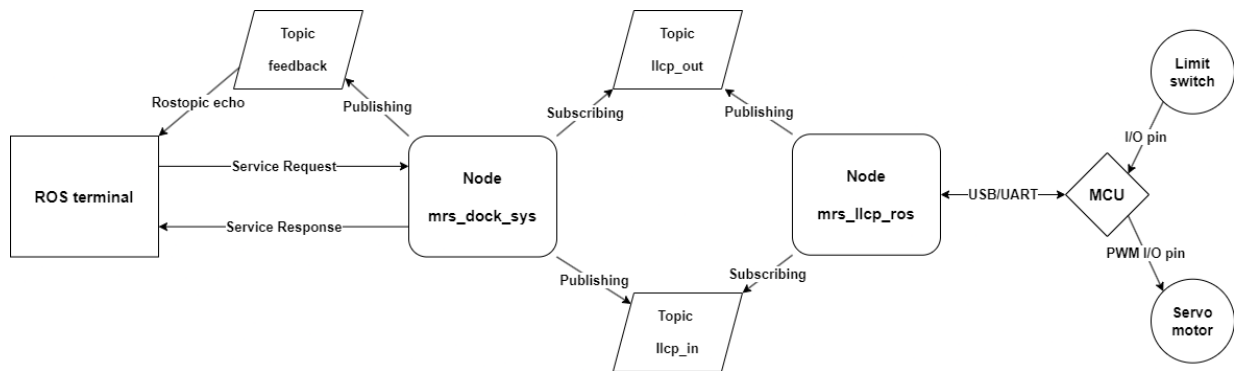 Topic
feedback
Topic
llcp_out
Limit
switch
Rostopic echo
Publishing
Subscribing
Publishing
I/O pin
ROS terminal
Service Request
Service Response
Node
mrs_dock_sys
Node
mrs_llcp_ros
USB/UART
MCU
PWM I/O pin
Publishing
Subscribing
Topic
llcp_in
Servo
motor